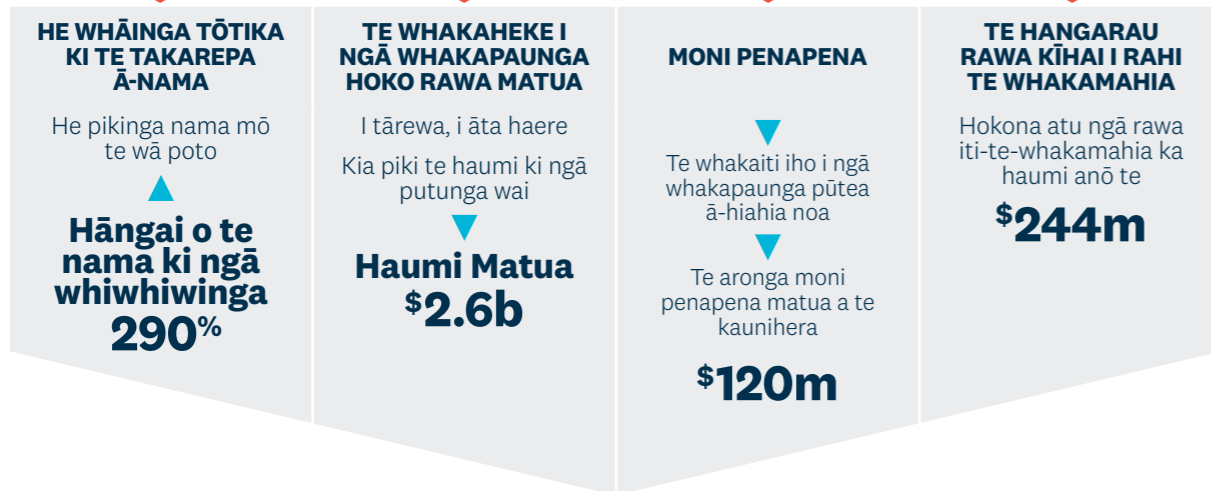 HE WHĀINGA TŌTIKA
KI TE TAKAREPA
Ā-NAMA
He pikinga nama mō
te wā poto
Hāngai o te
nama ki ngā
whiwhiwinga
290%
TE WHAKAHEKE I
NGĀ WHAKAPAUNGA
HOKO RAWA MATUA
I tārewa, i āta haere
Kia piki te haumi ki ngā
putunga wai
Haumi Matua
$2.6b
MONI PENAPENA
Te whakaiti iho i ngā
whakapaunga pūtea
ā-hiahia noa
Te aronga moni
penapena matua a te
kaunihera
$120m
TE HANGARAU
RAWA KĪHAI I RAHI
TE WHAKAMAHIA
Hokona atu ngā rawa
iti-te-whakamahia ka
haumi anō te
$244m